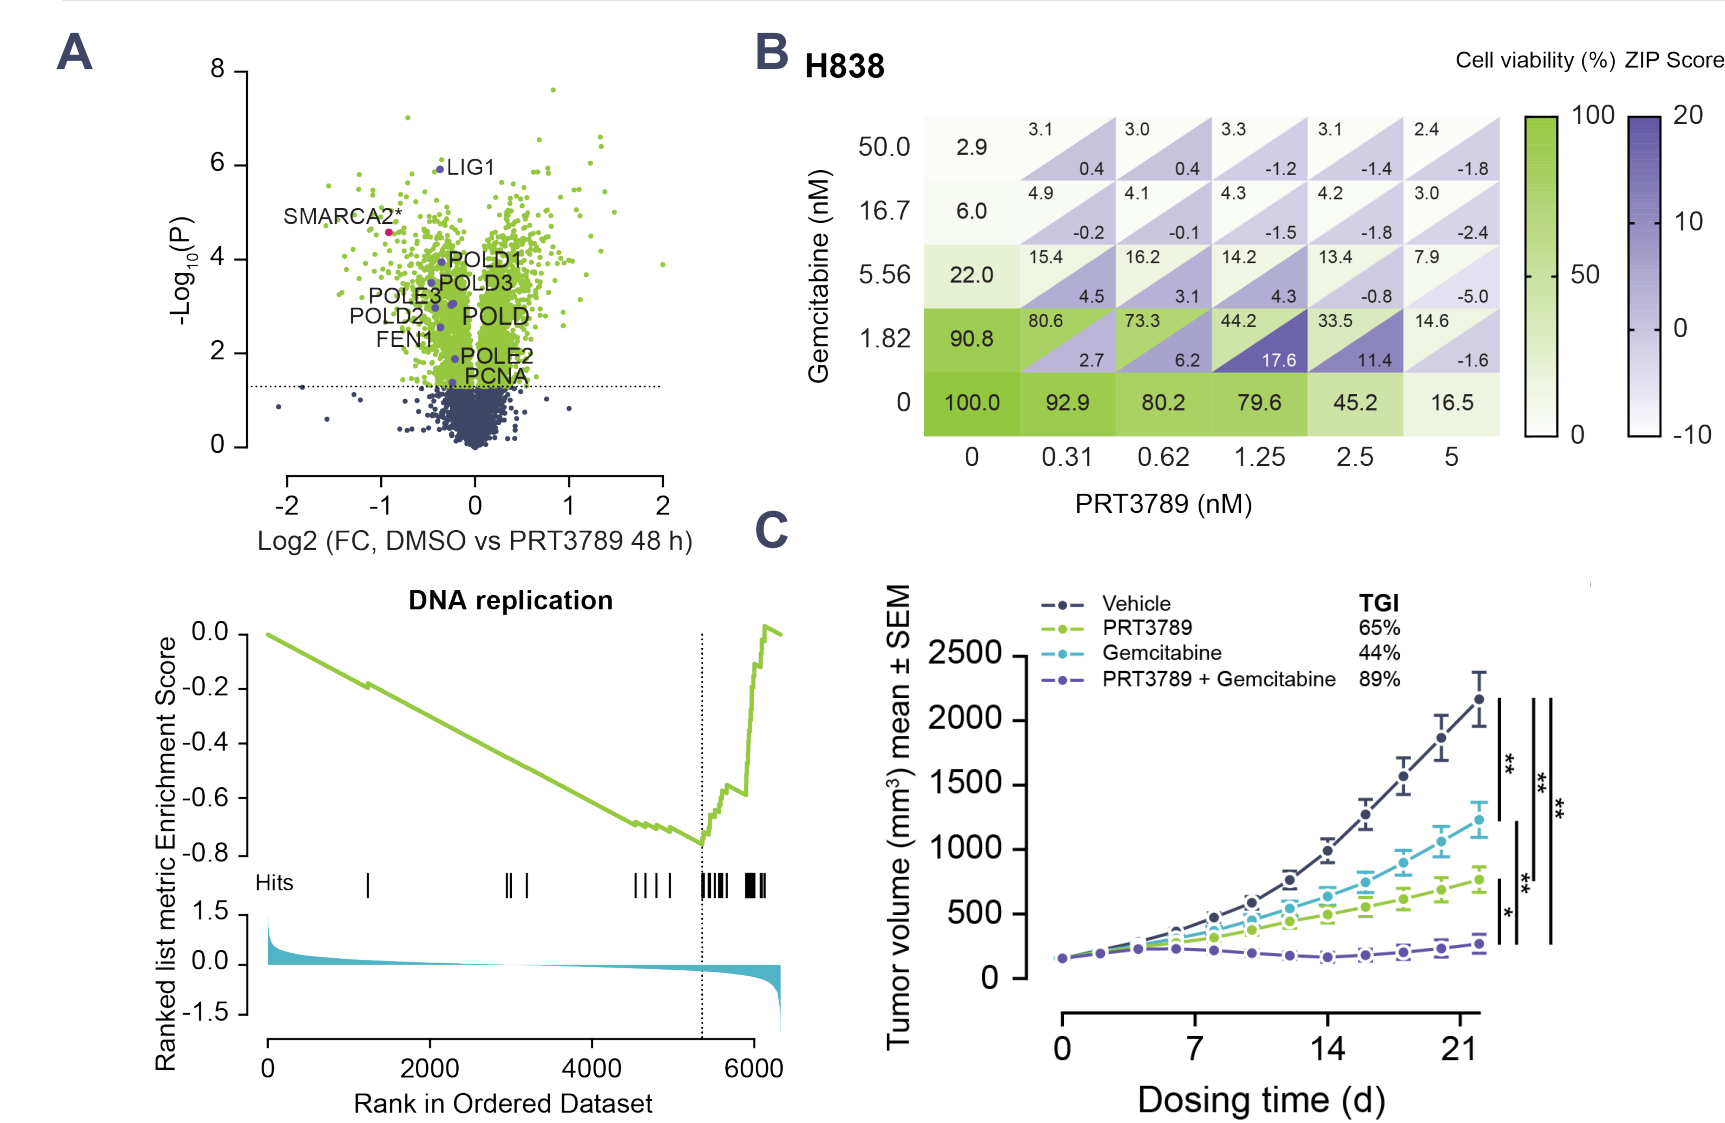 A
8
6
4
2
0
-Log10(P)
LIG1
SMARCA2*
POLD1
POLD3
POLE3
POLD2
POLD
FEN1
POLE2
PCNA
-2 -1 0 1 2
Log2 (FC, DMSO vs PRT3789 48 h)
DNA replication
Ranked list metric Enrichment Score
0.0
-0.2
-0.4
-0.6
-0.8
Hits
1.5
0.0
-1.5
0 2000 4000 6000
Rank in Ordered Dataset
B
H838
Cell viability (%) ZIP Score
Gemcitabine (nM)
50.0 2.9 3.1 0.4 3.0 0.4 3.3 -1.2 3.1 -1.4 2.4 -1.8
16.7 6.0 4.9 -0.2 4.1 -0.1 4.3 -1.5 4.2 -1.8 3.0 -2.4
5.56 22.0 15.4 4.5 16.2 3.1 14.2 4.3 13.4 -0.8 7.9 -5.0
1.82 90.8 80.6 2.7 73.3 6.2 44.2 17.6 33.5 11.4 14.6 -1.6
0 100.0 92.9 80.2 79.6 45.2 16.5
0 0.31 0.62 1.25 2.5 5
PRT3789 (nM)
100
50
0
20
10
0
-10
C
Tumor volume (mm3) mean ± SEM
Vehicle
PRT3789
Gemcitabine
PRT3789 + Gemcitabine
TGI
65%
44%
89%
2500
2000
1500
1000
500
0
**
**
**
**
*
0 7 14 21
Dosing time (d)